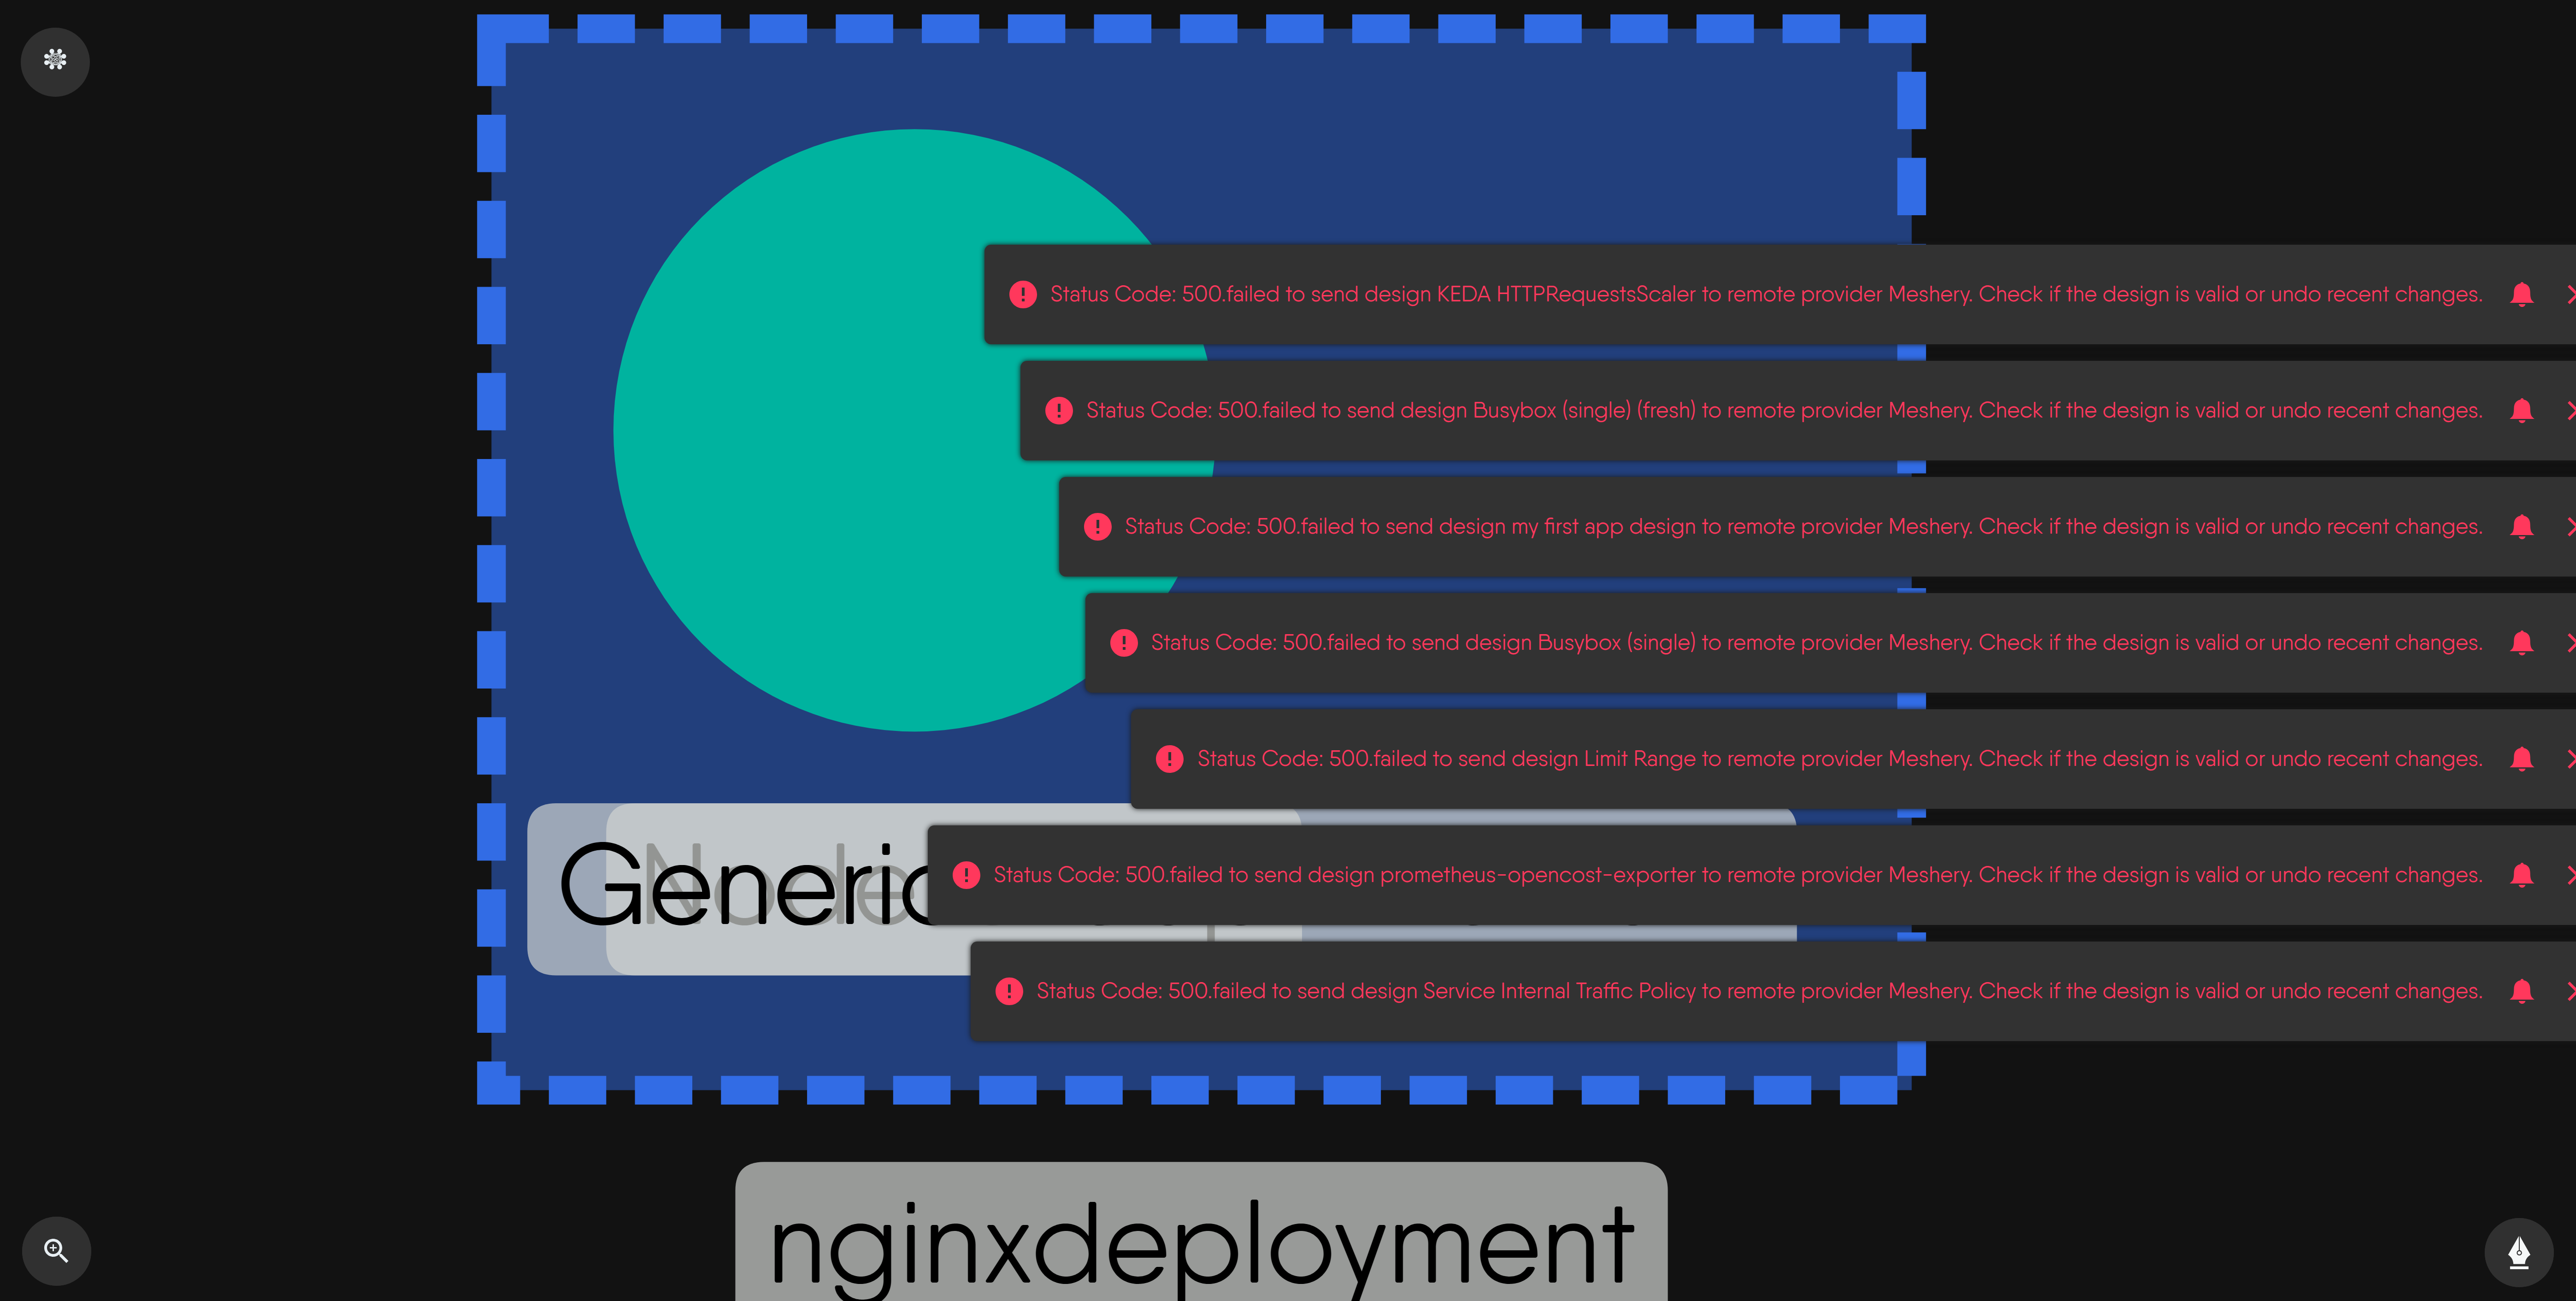 Status Code: 500.failed to send design KEDA HTTPRequestsScaler to remote provider Meshery. Check if the design is valid or undo recent changes.
Status Code: 500.failed to send design Busybox (single) (fresh) to remote provider Meshery. Check if the design is valid or undo recent changes.
Status Code: 500.failed to send design my first app design to remote provider Meshery. Check if the design is valid or undo recent changes.
Status Code: 500.failed to send design Busybox (single) to remote provider Meshery. Check if the design is valid or undo recent changes.
Status Code: 500.failed to send design Limit Range to remote provider Meshery. Check if the design is valid or undo recent changes.
Generic
Node
Status Code: 500.failed to send design prometheus-opencost-exporter to remote provider Meshery. Check if the design is valid or undo recent changes.
Status Code: 500.failed to send design Service Internal Traffic Policy to remote provider Meshery. Check if the design is valid or undo recent changes.
nginxdeployment